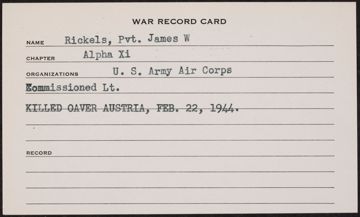 WAR RECORD CARD
NAME Rickels, Pvt. James W
CHAPTER Alpha Xi
ORGANIZATIONS U. S. Army Air Corps
Commissioned Lt.
KILLED OAVER AUSTRIA, FEB. 22, 1944.
RECORD